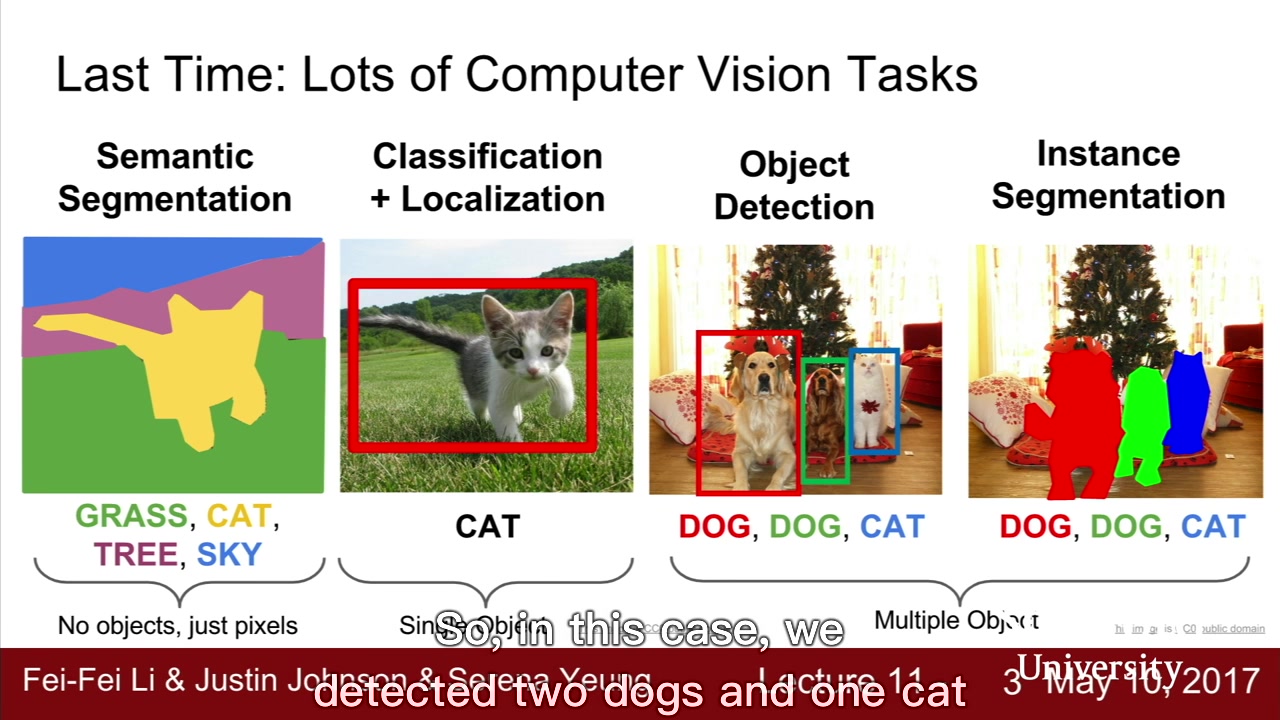 Last Time: Lots of Computer Vision Tasks
Semantic
Segmentation
Classification
+ Localization
Object
Detection
Instance
Segmentation
GRASS, CAT,
TREE, SKY
CAT
DOG, DOG, CAT
DOG, DOG, CAT
No objects, just pixels
Single Object
Multiple Object
public domain
So, in this case, we
detected two dogs and one cat
Fei-Fei Li & Justin Johnson & Serena Yeung
Lecture 11
3
University
May 10, 2017